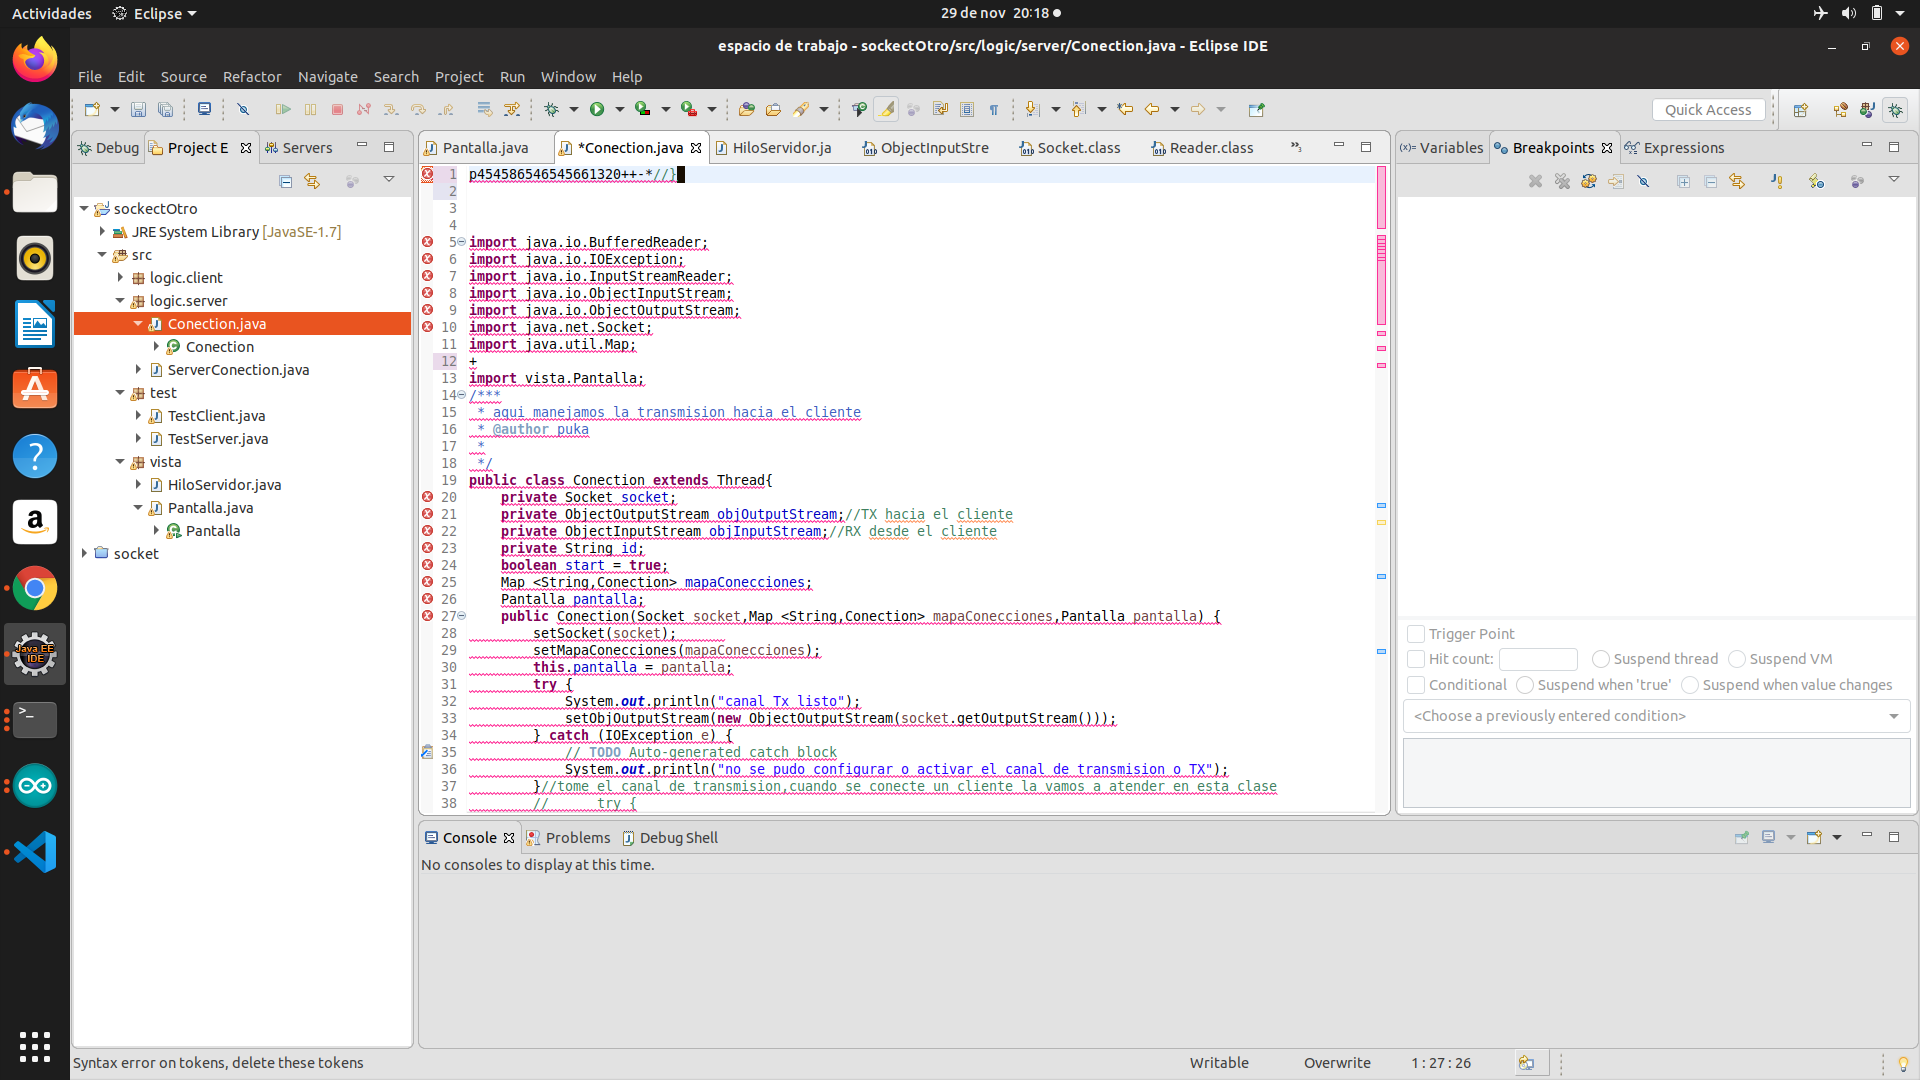 Actividades
Eclipse
29 de nov 20:18
espacio de trabajo - sockectOtro/src/logic/server/Conection.java - Eclipse IDE
File Edit Source Refactor Navigate Search Project Run Window Help
Quick Access
Debug
Project E
Servers
sockectOtro
JRE System Library [JavaSE-1.7]
src
logic.client
logic.server
Conection.java
Conection
ServerConection.java
test
TestClient.java
TestServer.java
vista
HiloServidor.java
Pantalla.java
Pantalla
socket
Pantalla.java
*Conection.java
HiloServidor.ja
ObjectInputStre
Socket.class
Reader.class
»3
1 p454586546545661320++-*//}
2
3
4
5 import java.io.BufferedReader;
6 import java.io.IOException;
7 import java.io.InputStreamReader;
8 import java.io.ObjectInputStream;
9 import java.io.ObjectOutputStream;
10 import java.net.Socket;
11 import java.util.Map;
12 +
13 import vista.Pantalla;
14 /***
15  * aqui manejamos la transmision hacia el cliente
16  * @author puka
17  *
18  */
19 public class Conection extends Thread{
20     private Socket socket;
21     private ObjectOutputStream objOutputStream;//TX hacia el cliente
22     private ObjectInputStream objInputStream;//RX desde el cliente
23     private String id;
24     boolean start = true;
25     Map <String,Conection> mapaConecciones;
26     Pantalla pantalla;
27     public Conection(Socket socket,Map <String,Conection> mapaConecciones,Pantalla pantalla) {
28         setSocket(socket);
29         setMapaConecciones(mapaConecciones);
30         this.pantalla = pantalla;
31         try {
32             System.out.println("canal Tx listo");
33             setObjOutputStream(new ObjectOutputStream(socket.getOutputStream()));
34         } catch (IOException e) {
35             // TODO Auto-generated catch block
36             System.out.println("no se pudo configurar o activar el canal de transmision o TX");
37         }//tome el canal de transmision,cuando se conecte un cliente la vamos a atender en esta clase
38         //      try {
(x)= Variables
Breakpoints
Expressions
Trigger Point
Hit count:
Suspend thread
Suspend VM
Conditional
Suspend when 'true'
Suspend when value changes
<Choose a previously entered condition>
Console
Problems
Debug Shell
No consoles to display at this time.
Syntax error on tokens, delete these tokens
Writable
Overwrite
1 : 27 : 26
Java EE
IDE